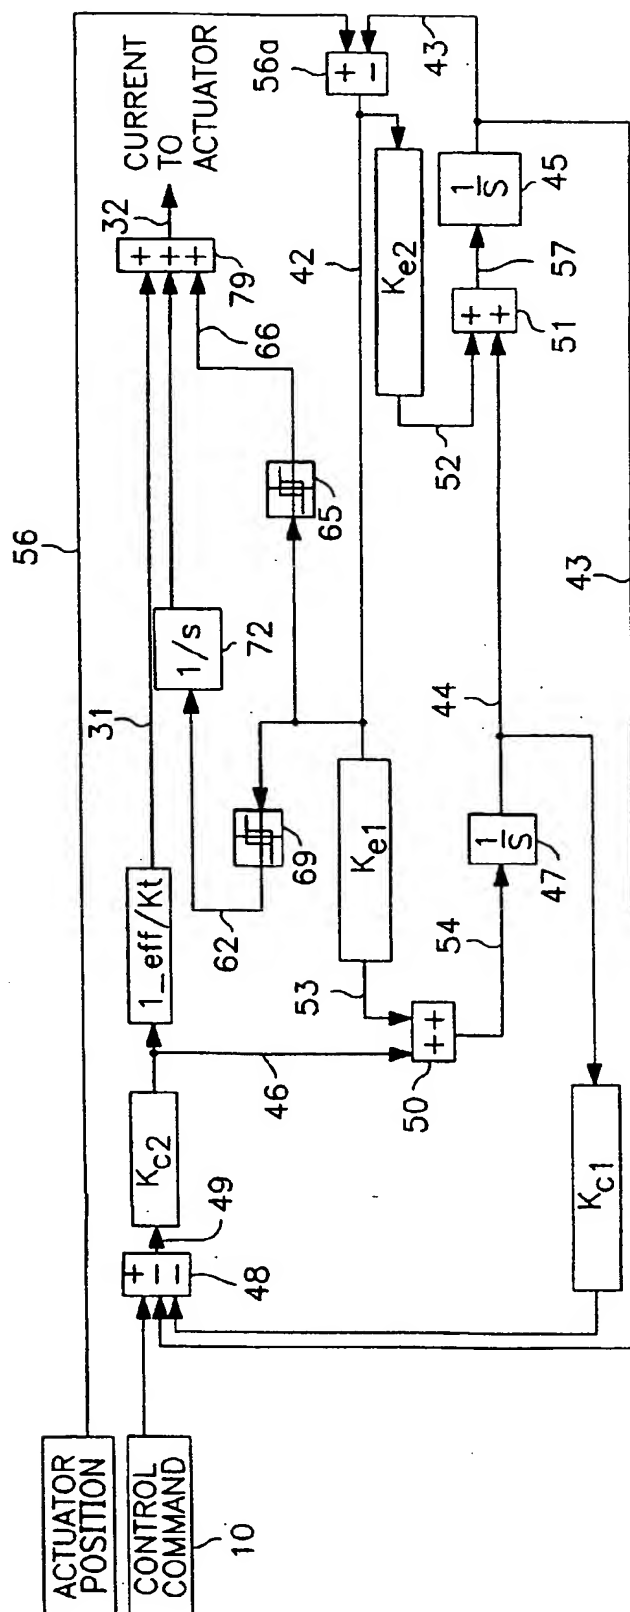 ACTUATOR
POSITION
CONTROL
COMMAND
10
56
+
−
−
48
49
Kc2
46
1_eff/Kt
31
62
69
1/s
72
65
66
+
+
+
79
32
CURRENT
TO
ACTUATOR
+
−
56a
43
42
Ke1
53
+ +
50
54
1/S
47
44
Ke2
52
+
+
51
57
1/S
45
Kc1
43